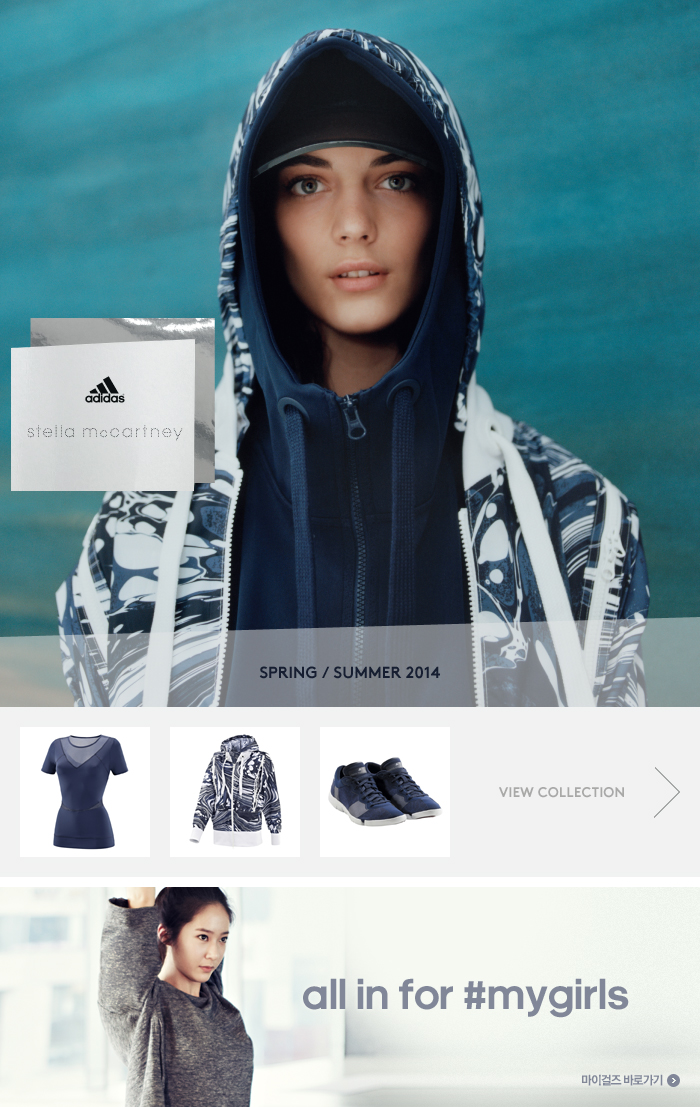 adidas
stella mccartney
SPRING / SUMMER 2014
VIEW COLLECTION
all in for #mygirls
마이걸즈 바로가기